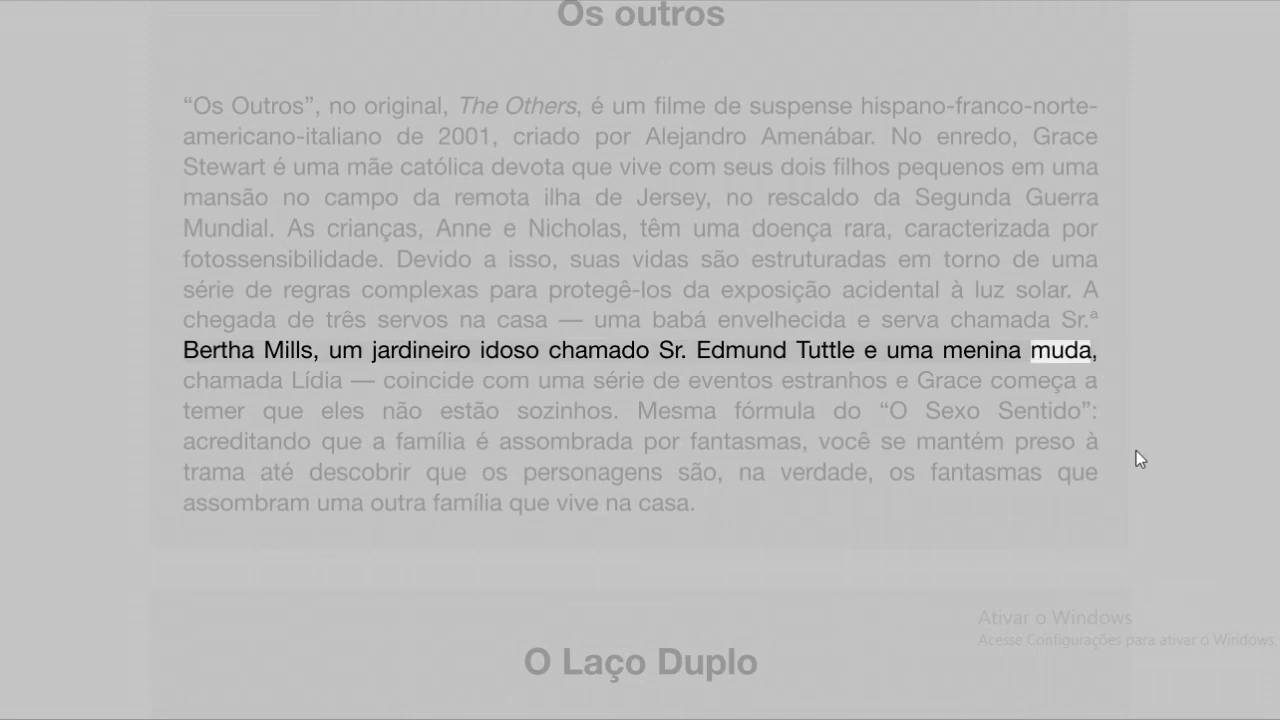 Os outros
“Os Outros”, no original, The Others, é um filme de suspense hispano-franco-norte-
americano-italiano de 2001, criado por Alejandro Amenábar. No enredo, Grace
Stewart é uma mãe católica devota que vive com seus dois filhos pequenos em uma
mansão no campo da remota ilha de Jersey, no rescaldo da Segunda Guerra
Mundial. As crianças, Anne e Nicholas, têm uma doença rara, caracterizada por
fotossensibilidade. Devido a isso, suas vidas são estruturadas em torno de uma
série de regras complexas para protegê-los da exposição acidental à luz solar. A
chegada de três servos na casa — uma babá envelhecida e serva chamada Sr.ª
Bertha Mills, um jardineiro idoso chamado Sr. Edmund Tuttle e uma menina muda,
chamada Lídia — coincide com uma série de eventos estranhos e Grace começa a
temer que eles não estão sozinhos. Mesma fórmula do “O Sexo Sentido”:
acreditando que a família é assombrada por fantasmas, você se mantém preso à
trama até descobrir que os personagens são, na verdade, os fantasmas que
assombram uma outra família que vive na casa.
Ativar o Windows
Acesse Configurações para ativar o Windows.
O Laço Duplo